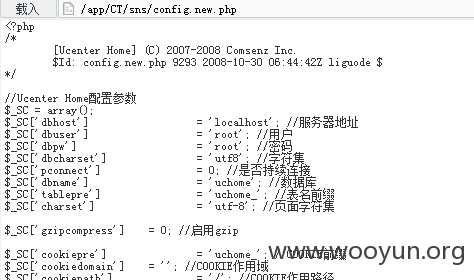 载入 /app/CT/sns/config.new.php
<?php
/*
[Ucenter Home] (C) 2007-2008 Comsenz Inc.
$Id: config.new.php 9293 2008-10-30 06:44:42Z liguode $
*/
//Ucenter Home配置参数
$_SC = array();
$_SC['dbhost'] = 'localhost'; //服务器地址
$_SC['dbuser'] = 'root'; //用户
$_SC['dbpw'] = 'root'; //密码
$_SC['dbcharset'] = 'utf8'; //字符集
$_SC['pconnect'] = 0; //是否持续连接
$_SC['dbname'] = 'uchome'; //数据库
$_SC['tablepre'] = 'uchome_'; //表名前缀
$_SC['charset'] = 'utf-8'; //页面字符集
$_SC['gzipcompress'] = 0; //启用gzip
$_SC['cookiepre'] = 'uchome_'; //COOKIE前缀
$_SC['cookiedomain'] = ''; //COOKIE作用域
$_SC['cookiepath'] = '/'; //COOKIE作用路径
www.wooyun.org